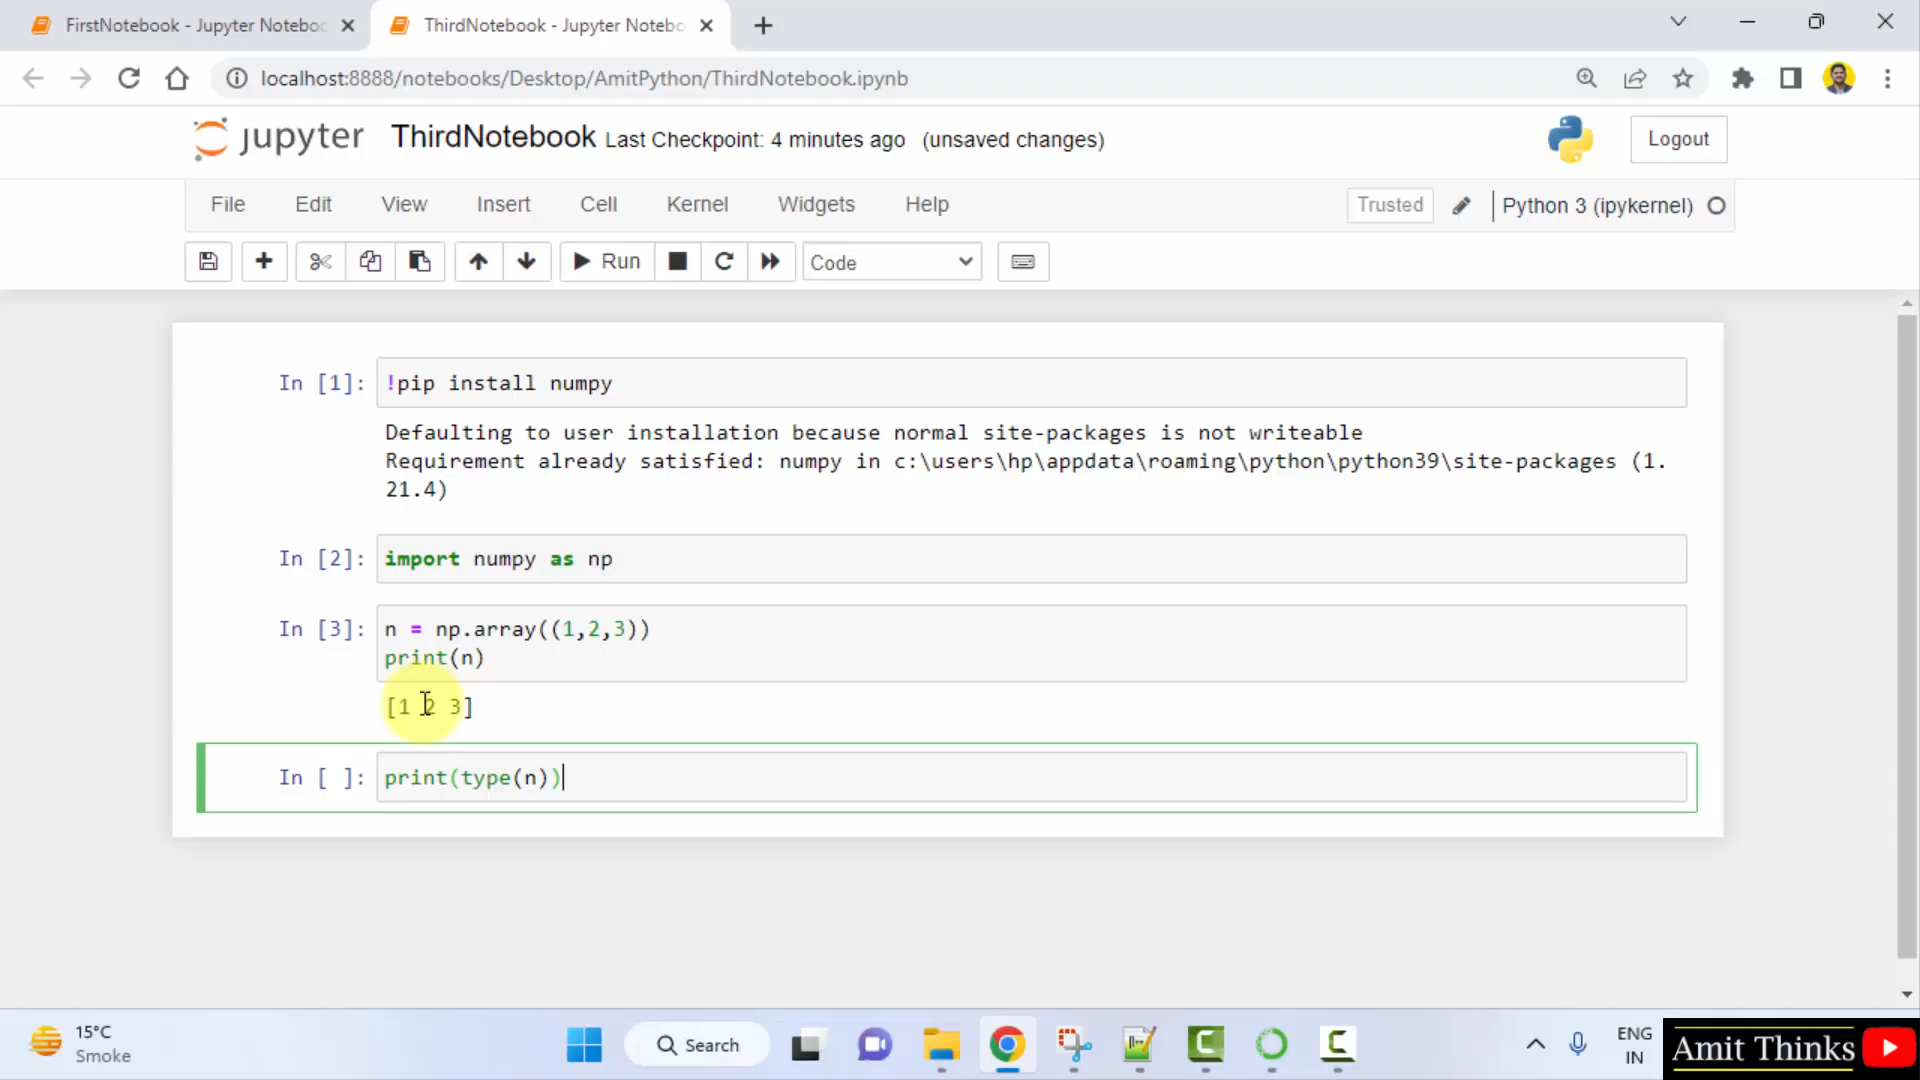 FirstNotebook - Jupyter Noteboo
ThirdNotebook - Jupyter Notebo
localhost:8888/notebooks/Desktop/AmitPython/ThirdNotebook.ipynb
jupyter ThirdNotebook Last Checkpoint: 4 minutes ago (unsaved changes)
Logout
File Edit View Insert Cell Kernel Widgets Help
Trusted
Python 3 (ipykernel)
Run
Code
In [1]: !pip install numpy
Defaulting to user installation because normal site-packages is not writeable
Requirement already satisfied: numpy in c:\users\hp\appdata\roaming\python\python39\site-packages (1.
21.4)
In [2]: import numpy as np
In [3]: n = np.array((1,2,3))
print(n)
[1 2 3]
In [ ]: print(type(n))
15°C
Smoke
Search
ENG
IN
Amit Thinks